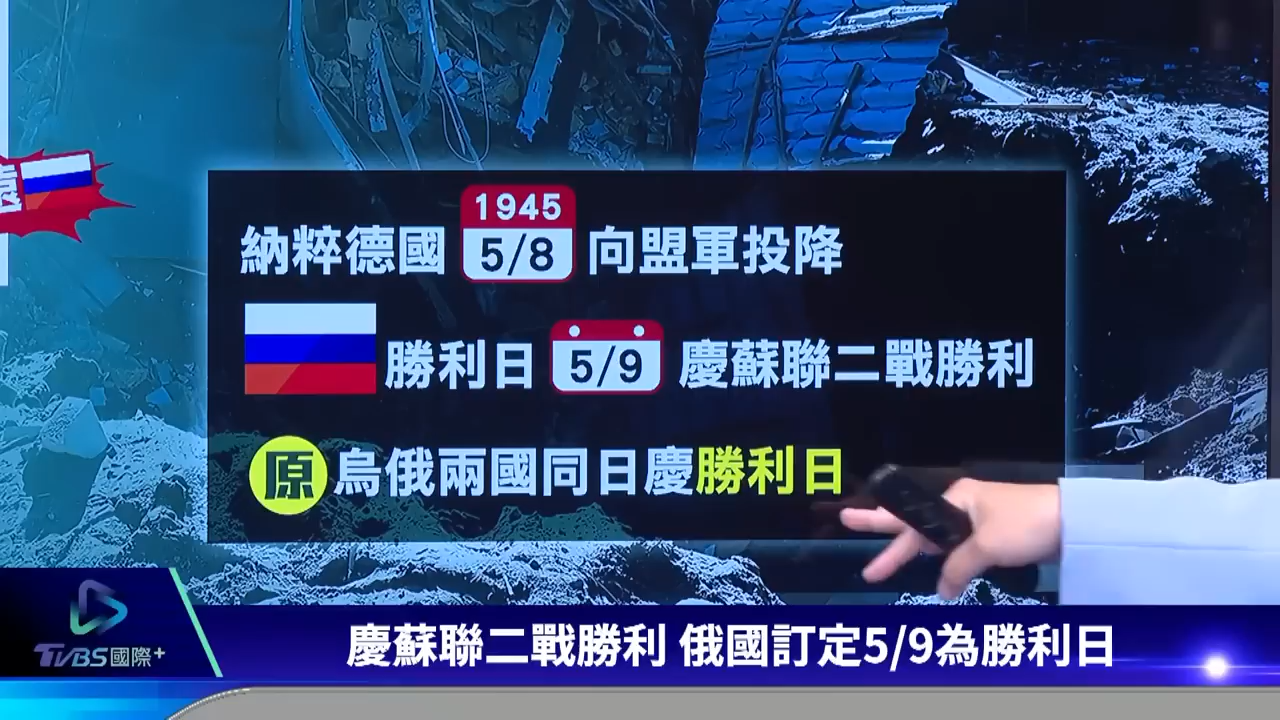 1945
納粹德國 5/8 向盟軍投降
勝利日 5/9 慶蘇聯二戰勝利
原 烏俄兩國同日慶勝利日
TVBS國際+
慶蘇聯二戰勝利 俄國訂定5/9為勝利日